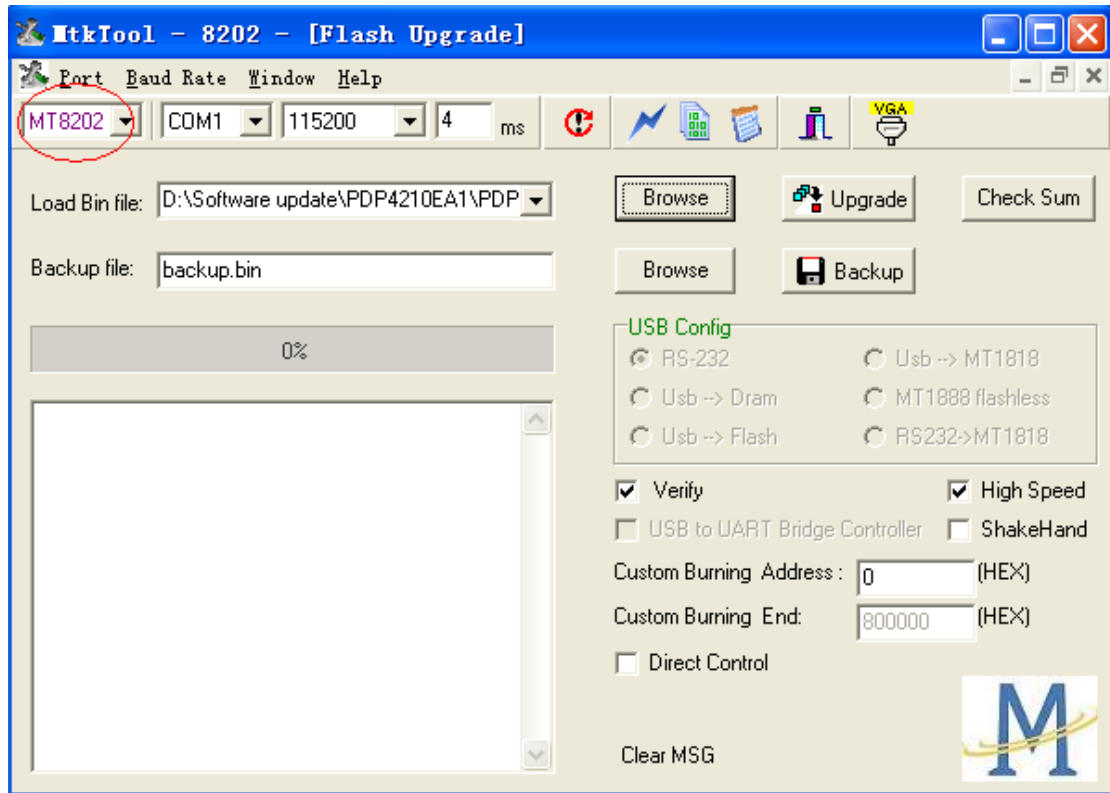 MtkTool - 8202 - [Flash Upgrade]
Port Baud Rate Window Help
MT8202 COM1 115200 4 ms VGA
Load Bin file: D:\Software update\PDP4210EA1\PDP Browse Upgrade Check Sum
Backup file: backup.bin Browse Backup
USB Config
0%
RS-232 Usb --> MT1818
Usb --> Dram MT1888 flashless
Usb --> Flash RS232->MT1818
Verify High Speed
USB to UART Bridge Controller ShakeHand
Custom Burning Address : 0 (HEX)
Custom Burning End: 800000 (HEX)
Direct Control
Clear MSG
M